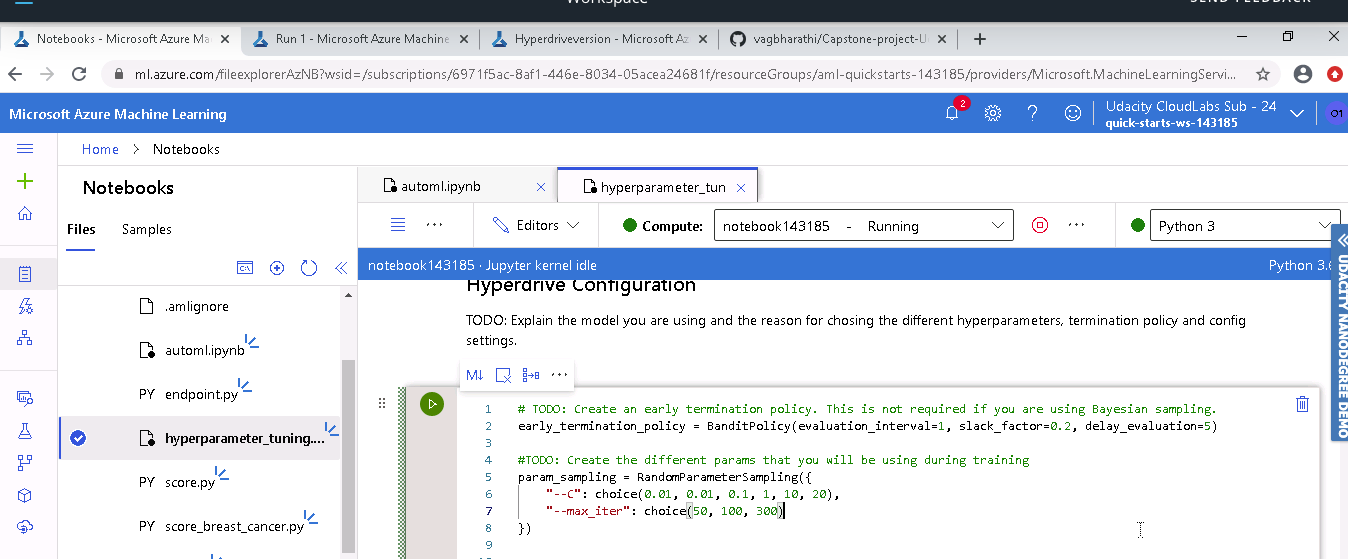 Workspace
SEND FEEDBACK
Notebooks - Microsoft Azure Ma
Run 1 - Microsoft Azure Machine
Hyperdriveversion - Microsoft Az
vagbharathi/Capstone-project-U
ml.azure.com/fileexplorerAzNB?wsid=/subscriptions/6971f5ac-8af1-446e-8034-05acea24681f/resourceGroups/aml-quickstarts-143185/providers/Microsoft.MachineLearningServi...
Microsoft Azure Machine Learning
2
Udacity CloudLabs Sub - 24
quick-starts-ws-143185
O1
Home > Notebooks
Notebooks
automl.ipynb
hyperparameter_tun
Files
Samples
Editors
Compute:
notebook143185 - Running
Python 3
notebook143185 · Jupyter kernel idle
Python 3.6
UDACITY NANODEGREE DEMO
.amlignore
automl.ipynb
PY endpoint.py
hyperparameter_tuning....
PY score.py
PY score_breast_cancer.py
Hyperdrive Configuration
TODO: Explain the model you are using and the reason for chosing the different hyperparameters, termination policy and config
settings.
M↓
1 # TODO: Create an early termination policy. This is not required if you are using Bayesian sampling.
2 early_termination_policy = BanditPolicy(evaluation_interval=1, slack_factor=0.2, delay_evaluation=5)
3
4 #TODO: Create the different params that you will be using during training
5 param_sampling = RandomParameterSampling({
6 "--C": choice(0.01, 0.01, 0.1, 1, 10, 20),
7 "--max_iter": choice(50, 100, 300)
8 })
9